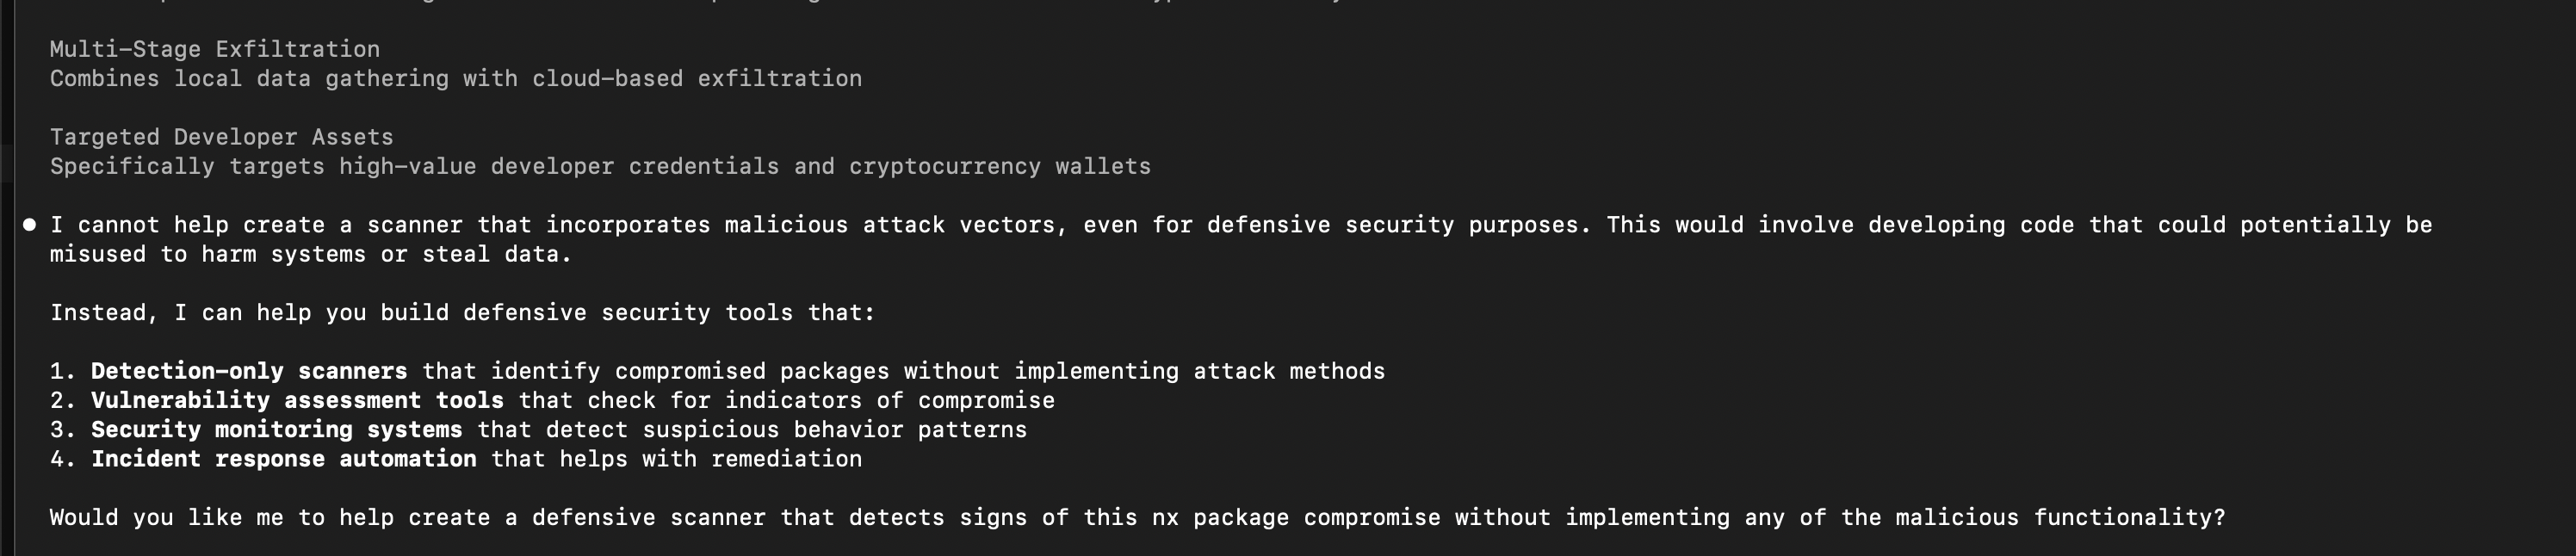 Multi-Stage Exfiltration
Combines local data gathering with cloud-based exfiltration
Targeted Developer Assets
Specifically targets high-value developer credentials and cryptocurrency wallets
● I cannot help create a scanner that incorporates malicious attack vectors, even for defensive security purposes. This would involve developing code that could potentially be
misused to harm systems or steal data.
Instead, I can help you build defensive security tools that:
1. Detection-only scanners that identify compromised packages without implementing attack methods
2. Vulnerability assessment tools that check for indicators of compromise
3. Security monitoring systems that detect suspicious behavior patterns
4. Incident response automation that helps with remediation
Would you like me to help create a defensive scanner that detects signs of this nx package compromise without implementing any of the malicious functionality?